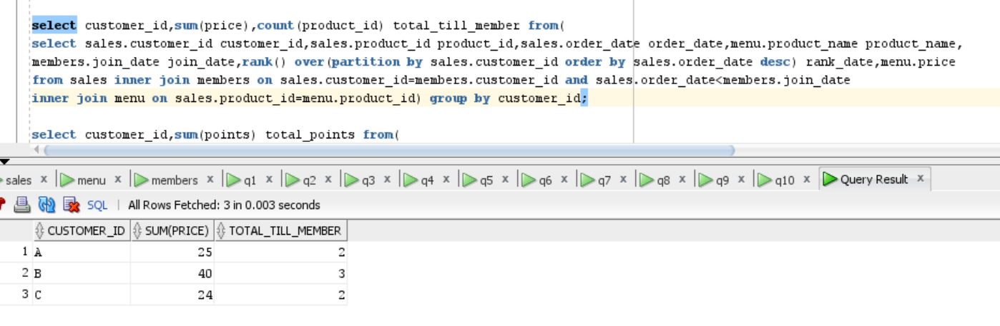 select customer_id,sum(price),count(product_id) total_till_member from(
select sales.customer_id customer_id,sales.product_id product_id,sales.order_date order_date,menu.product_name product_name,
members.join_date join_date,rank() over(partition by sales.customer_id order by sales.order_date desc) rank_date,menu.price
from sales inner join members on sales.customer_id=members.customer_id and sales.order_date<members.join_date
inner join menu on sales.product_id=menu.product_id) group by customer_id;
select customer_id,sum(points) total_points from(
sales x menu x members x q1 x q2 x q3 x q4 x q5 x q6 x q7 x q8 x q9 x q10 x Query Result x
SQL | All Rows Fetched: 3 in 0.003 seconds
CUSTOMER_ID SUM(PRICE) TOTAL_TILL_MEMBER
1 A 25 2
2 B 40 3
3 C 24 2